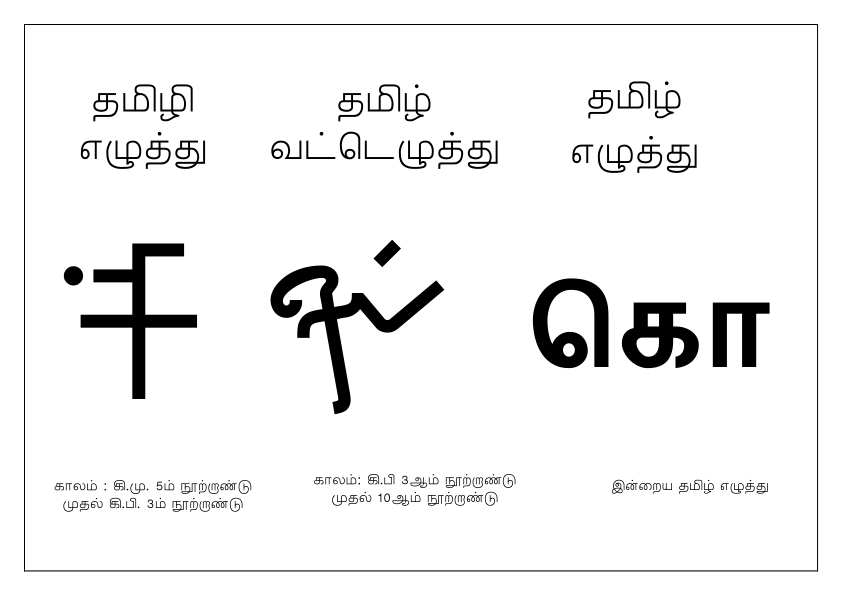 தமிழி
எழுத்து
தமிழ்
வட்டெழுத்து
தமிழ்
எழுத்து
கொ
காலம் : கி.மு. 5ம் நூற்றாண்டு
முதல் கி.பி. 3ம் நூற்றாண்டு
காலம்: கி.பி 3ஆம் நூற்றாண்டு
முதல் 10ஆம் நூற்றாண்டு
இன்றைய தமிழ் எழுத்து